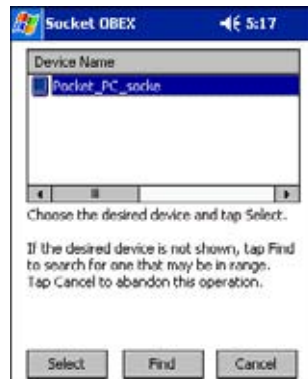 Socket OBEX 5:17
Device Name
Pocket_PC_socke
Choose the desired device and tap Select.
If the desired device is not shown, tap Find
to search for one that may be in range.
Tap Cancel to abandon this operation.
Select Find Cancel